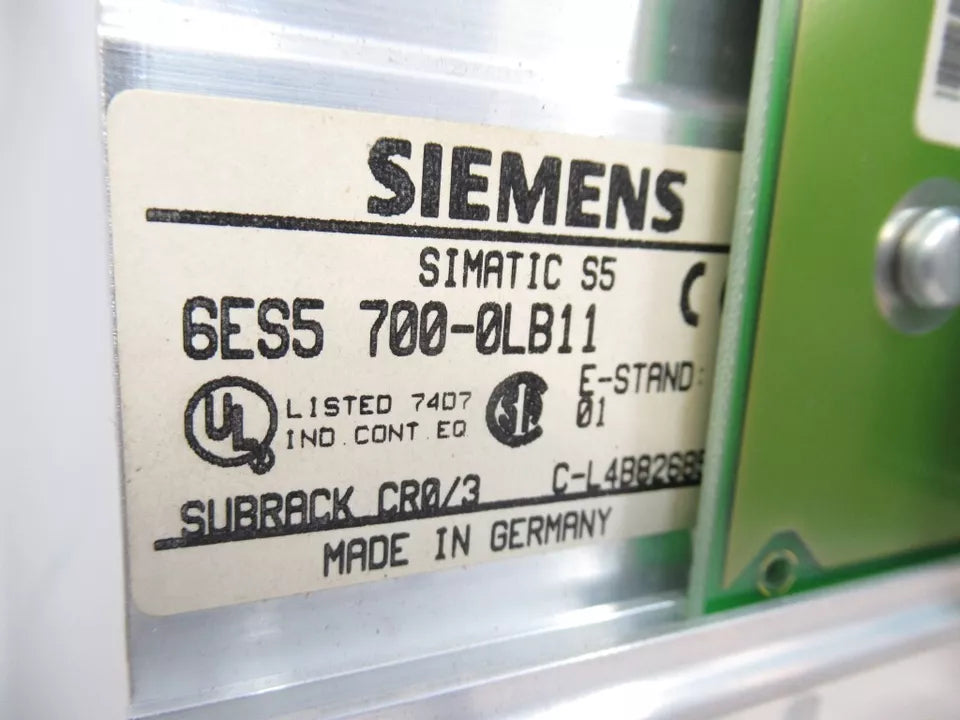 SIEMENS
SIMATIC S5
6ES5 700-0LB11
UL LISTED 7407
IND. CONT. EQ.
E-STAND:
01
SUBRACK CR0/3
MADE IN GERMANY